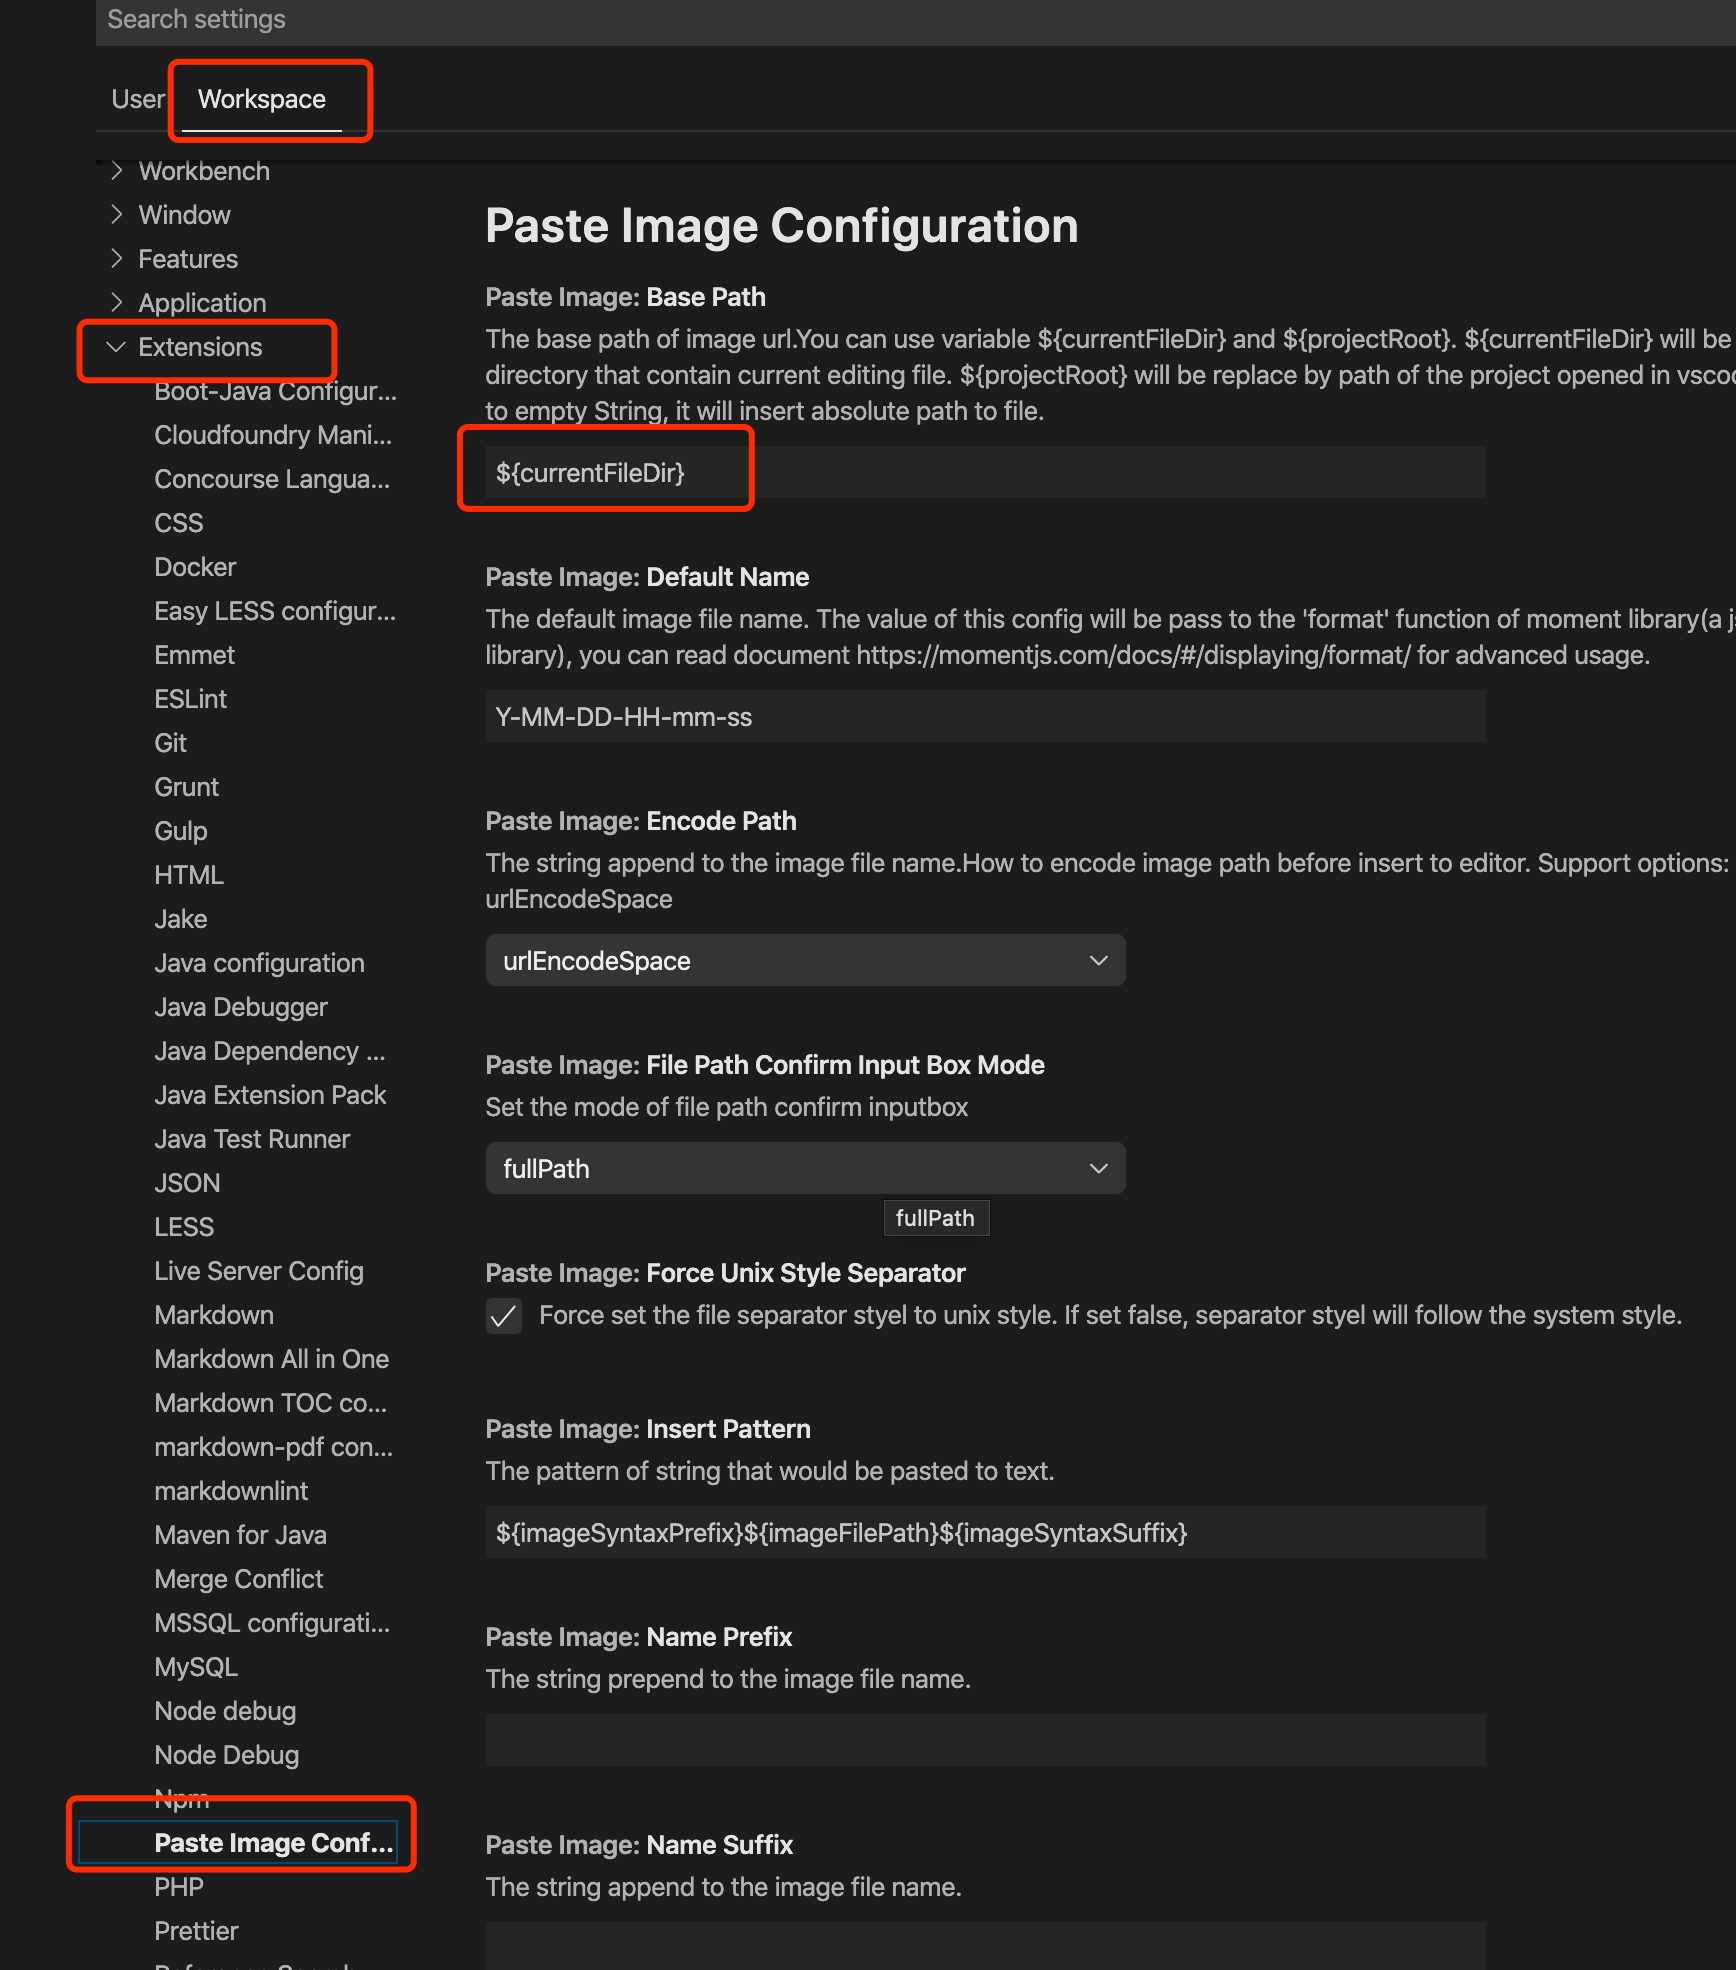 Search settings
User
Workspace
Workbench
Window
Features
Application
Extensions
Boot-Java Configur...
Cloudfoundry Mani...
Concourse Langua...
CSS
Docker
Easy LESS configur...
Emmet
ESLint
Git
Grunt
Gulp
HTML
Jake
Java configuration
Java Debugger
Java Dependency ...
Java Extension Pack
Java Test Runner
JSON
LESS
Live Server Config
Markdown
Markdown All in One
Markdown TOC co...
markdown-pdf con...
markdownlint
Maven for Java
Merge Conflict
MSSQL configurati...
MySQL
Node debug
Node Debug
Npm
Paste Image Conf...
PHP
Prettier
Paste Image Configuration
Paste Image: Base Path
The base path of image url.You can use variable ${currentFileDir} and ${projectRoot}. ${currentFileDir} will be
directory that contain current editing file. ${projectRoot} will be replace by path of the project opened in vscod
to empty String, it will insert absolute path to file.
${currentFileDir}
Paste Image: Default Name
The default image file name. The value of this config will be pass to the 'format' function of moment library(a j
library), you can read document https://momentjs.com/docs/#/displaying/format/ for advanced usage.
Y-MM-DD-HH-mm-ss
Paste Image: Encode Path
The string append to the image file name.How to encode image path before insert to editor. Support options:
urlEncodeSpace
urlEncodeSpace
Paste Image: File Path Confirm Input Box Mode
Set the mode of file path confirm inputbox
fullPath
fullPath
Paste Image: Force Unix Style Separator
Force set the file separator styel to unix style. If set false, separator styel will follow the system style.
Paste Image: Insert Pattern
The pattern of string that would be pasted to text.
${imageSyntaxPrefix}${imageFilePath}${imageSyntaxSuffix}
Paste Image: Name Prefix
The string prepend to the image file name.
Paste Image: Name Suffix
The string append to the image file name.